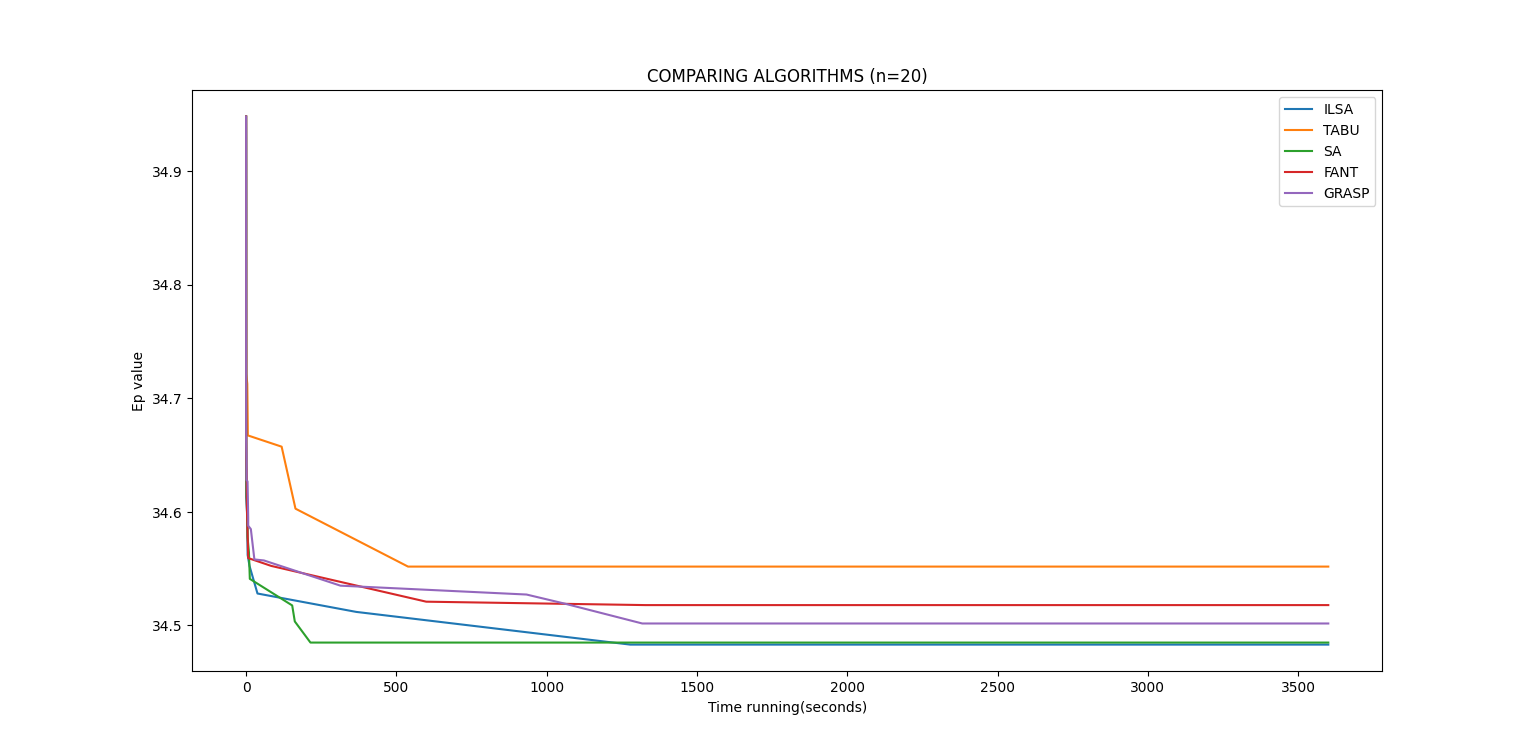 COMPARING ALGORITHMS (n=20)
ILSA
TABU
SA
FANT
GRASP
34.9
34.8
34.7
34.6
34.5
Ep value
0 500 1000 1500 2000 2500 3000 3500
Time running(seconds)